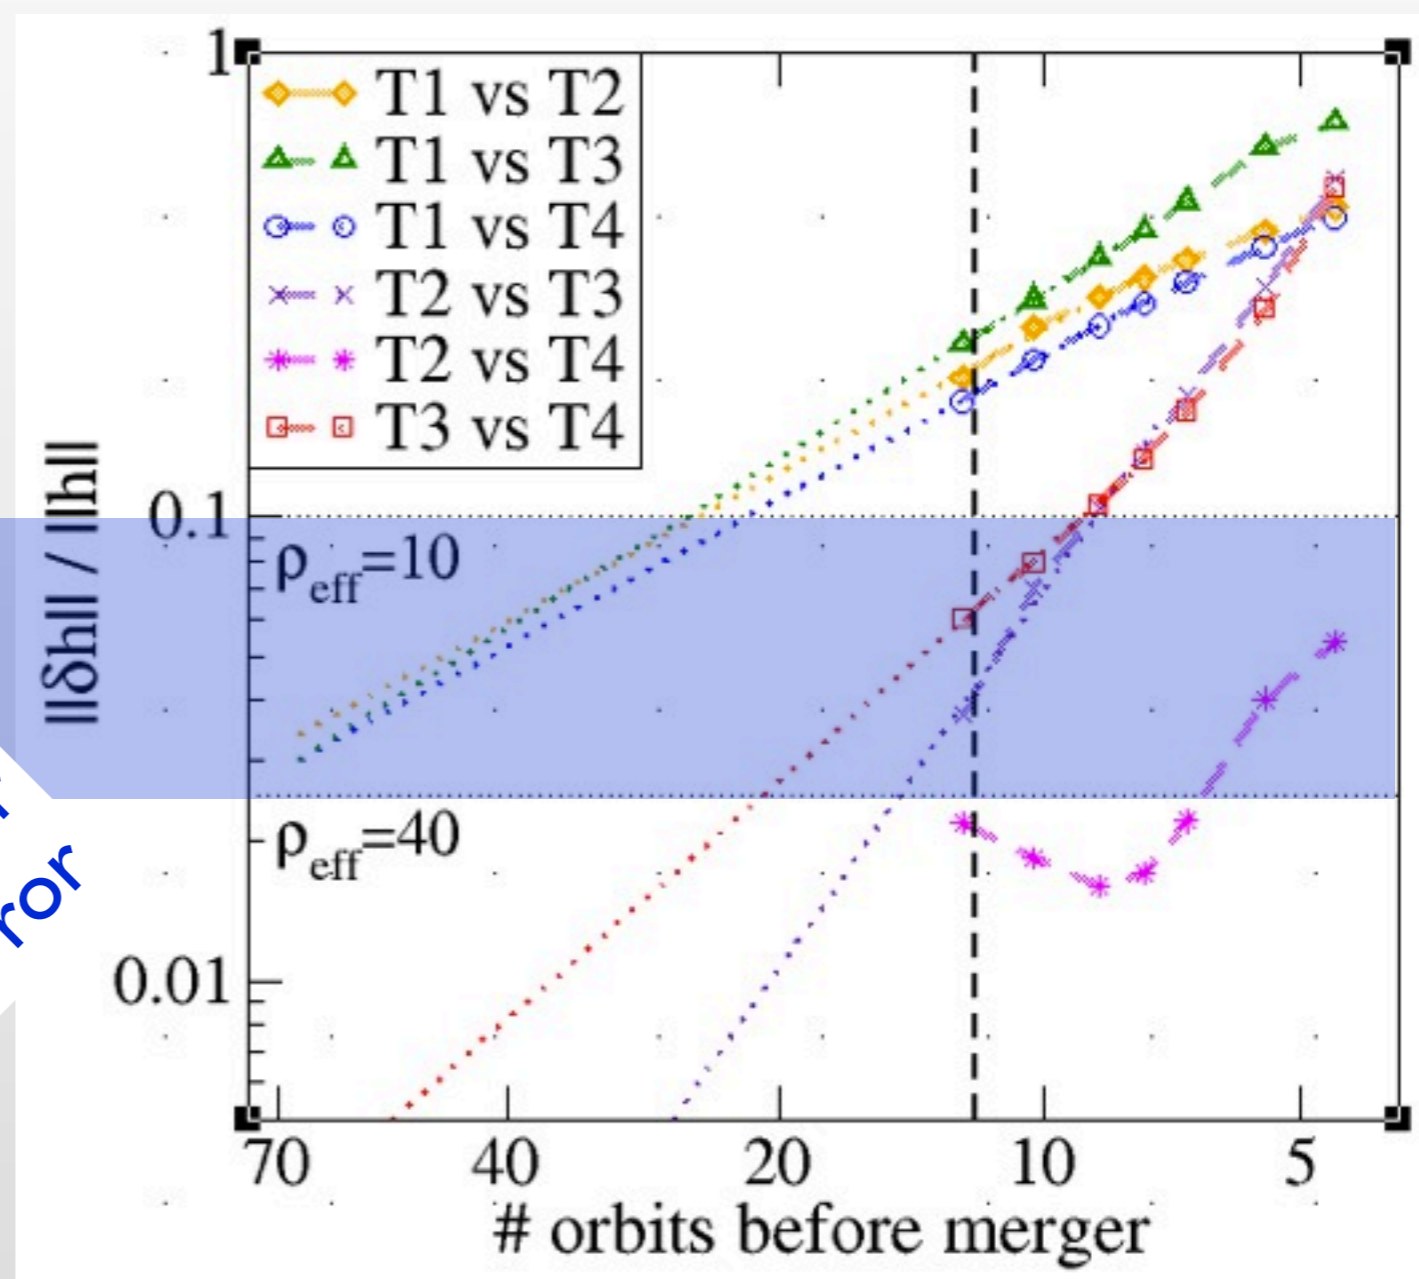 1
T1 vs T2
T1 vs T3
T1 vs T4
T2 vs T3
T2 vs T4
T3 vs T4
||δh|| / ||h||
0.1
ρeff=10
ρeff=40
0.01
70 40 20 10 5
# orbits before merger